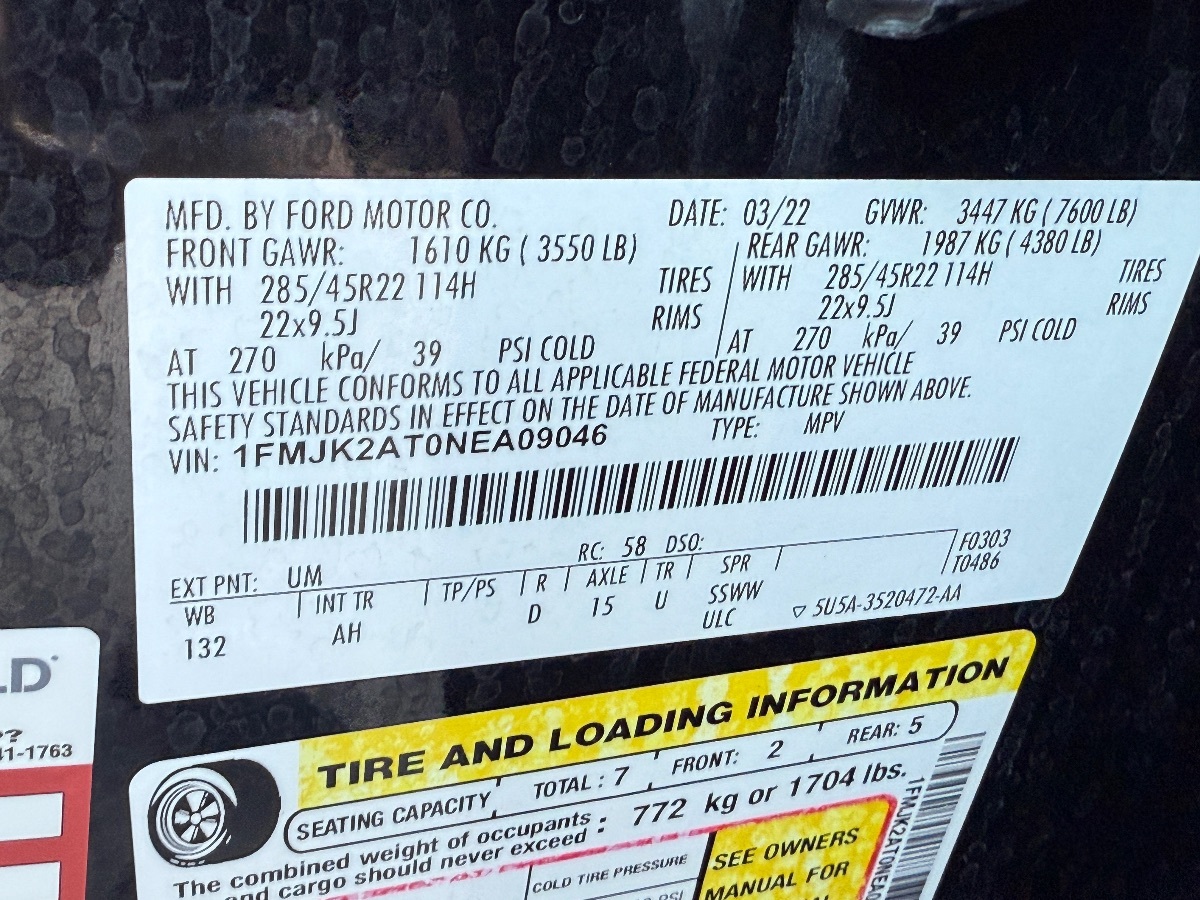 MFD. BY FORD MOTOR CO. DATE: 03/22 GVWR: 3447 KG ( 7600 LB)
FRONT GAWR: 1610 KG ( 3550 LB) REAR GAWR: 1987 KG ( 4380 LB)
WITH 285/45R22 114H TIRES WITH 285/45R22 114H TIRES
22x9.5J RIMS 22x9.5J RIMS
AT 270 kPa/ 39 PSI COLD AT 270 kPa/ 39 PSI COLD
THIS VEHICLE CONFORMS TO ALL APPLICABLE FEDERAL MOTOR VEHICLE
SAFETY STANDARDS IN EFFECT ON THE DATE OF MANUFACTURE SHOWN ABOVE.
VIN: 1FMJK2AT0NEA09046 TYPE: MPV
EXT PNT: UM RC: 58 DSO: F0303
WB INT TR TP/PS R AXLE TR SPR T0486
132 AH D 15 U SSWW
ULC 5U5A-3520472-AA
LD
??
41-1763
TIRE AND LOADING INFORMATION
SEATING CAPACITY TOTAL : 7 FRONT: 2 REAR: 5
The combined weight of occupants : 772 kg or 1704 lbs.
and cargo should never exceed
COLD TIRE PRESSURE
SEE OWNERS
MANUAL FOR
PSI
1FMJK2AT0NEA0